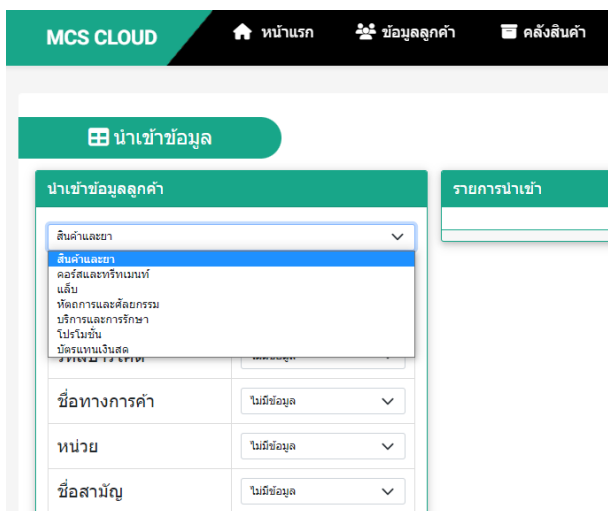 MCS CLOUD
หน้าแรก
ข้อมูลลูกค้า
คลังสินค้า
นำเข้าข้อมูล
นำเข้าข้อมูลลูกค้า
รายการนำเข้า
สินค้าและยา
สินค้าและยา
คอร์สและทรีทเมนท์
แล็บ
หัตถการและศัลยกรรม
บริการและการรักษา
โปรโมชั่น
บัตรแทนเงินสด
ชื่อทางการค้า
ไม่มีข้อมูล
หน่วย
ไม่มีข้อมูล
ชื่อสามัญ
ไม่มีข้อมูล